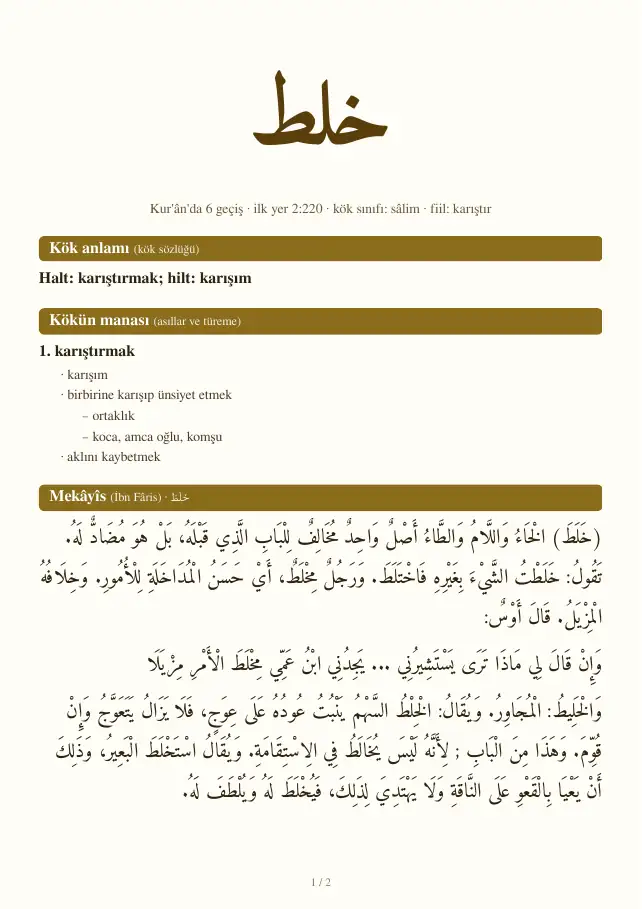 خلط
Kur'ân'da 6 geçiş · ilk yer 2:220 · kök sınıfı: sâlim · fiil: karıştır
Kök anlamı (kök sözlüğü)
Halt: karıştırmak; hilt: karışım
Kökün manası (asıllar ve türeme)
1. karıştırmak
· karışım
· birbirine karışıp ünsiyet etmek
– ortaklık
– koca, amca oğlu, komşu
· aklını kaybetmek
Mekâyîs (İbn Fâris) · خَلَطَ
(خَلَطَ) الْخَاءُ وَاللَّامُ وَالطَّاءُ أَصْلٌ وَاحِدٌ مُخَالِفٌ لِلْبَابِ الَّذِي قَبْلَهُ، بَلْ هُوَ مُضَادٌّ لَهُ.
تَقُولُ: خَلَطْتُ الشَّيْءَ بِغَيْرِهِ فَاخْتَلَطَ. وَرَجُلٌ مِخْلَطٌ، أَيْ حَسَنُ الْمُدَاخَلَةِ لِلْأُمُورِ. وَخِلَافُهُ
الْمِزْيَلُ. قَالَ أَوْسٌ:
وَإِنْ قَالَ لِي مَاذَا تَرَى يَسْتَشِيرُنِي ... يَجِدُنِي ابْنُ عَمِّي مِخْلَطَ الْأَمْرِ مِزْيَلَا
وَالْخَلِيطُ: الْمُجَاوِرُ. وَيُقَالُ: الْخِلْطُ السَّهْمُ يَنْبُتُ عُودُهُ عَلَى عِوَجٍ، فَلَا يَزَالُ يَتَعَوَّجُ وَإِنْ
قُوِّمَ. وَهَذَا مِنَ الْبَابِ ; لِأَنَّهُ لَيْسَ يُخَالَطُ فِي الِاسْتِقَامَةِ. وَيُقَالُ اسْتَخْلَطَ الْبَعِيرُ، وَذَلِكَ
أَنْ يَعْيَا بِالْقَعْوِ عَلَى النَّاقَةِ وَلَا يَهْتَدِيَ لِذَلِكَ، فَيُخْلَطَ لَهُ وَيُلْطَفَ لَهُ.
1 / 2